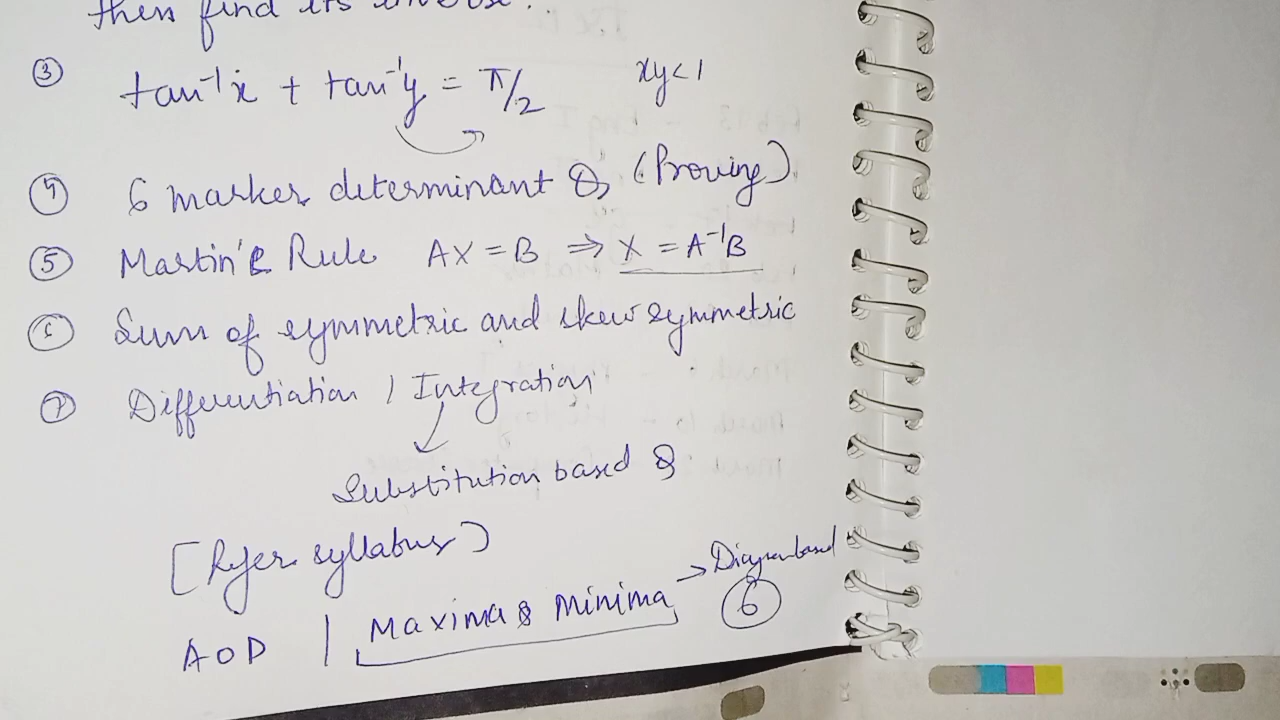 then find its inverse.
③ tan⁻¹x + tan⁻¹y = π/2 xy<1
④ 6 marker determinant Q, (Proving)
⑤ Martin's Rule AX = B ⇒ X = A⁻¹B
⑥ Sum of symmetric and skew symmetric
⑦ Differentiation / Integration
Substitution based Q
[Refer syllabus]
→ Diagram based
AOD | Maxima & Minima ⑥